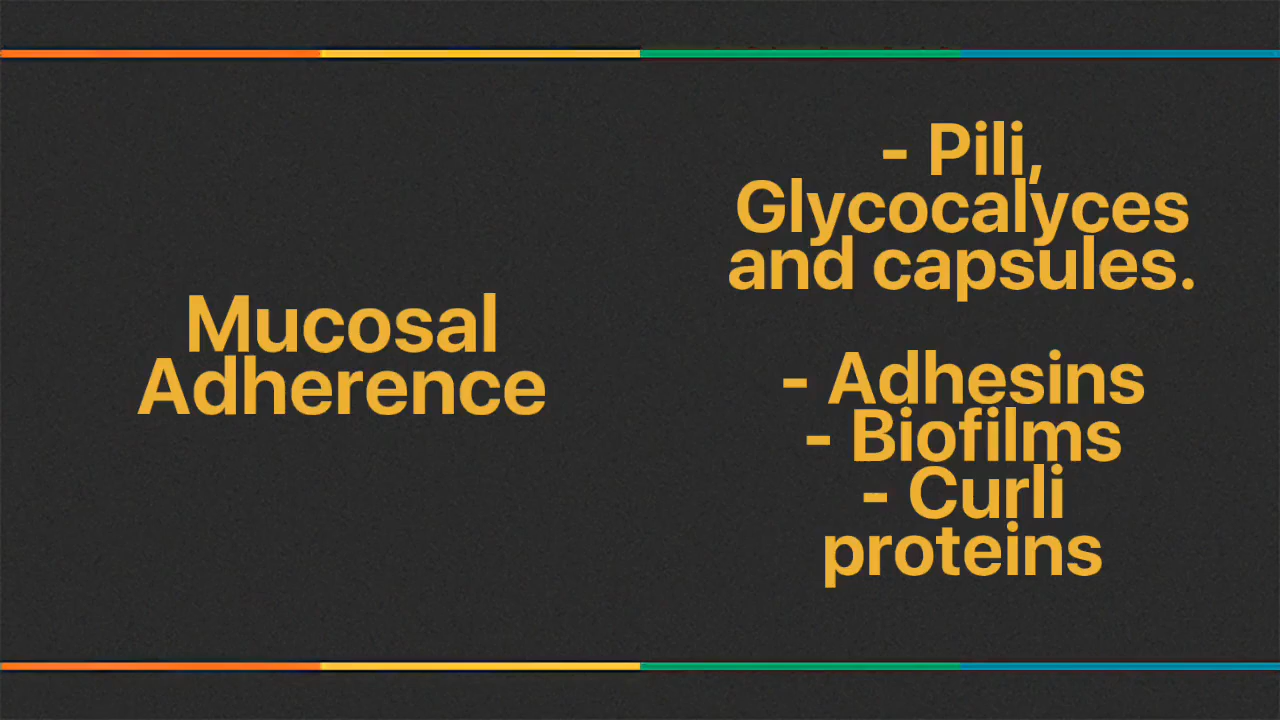 Mucosal
Adherence
- Pili,
Glycocalyces
and capsules.
- Adhesins
- Biofilms
- Curli
proteins